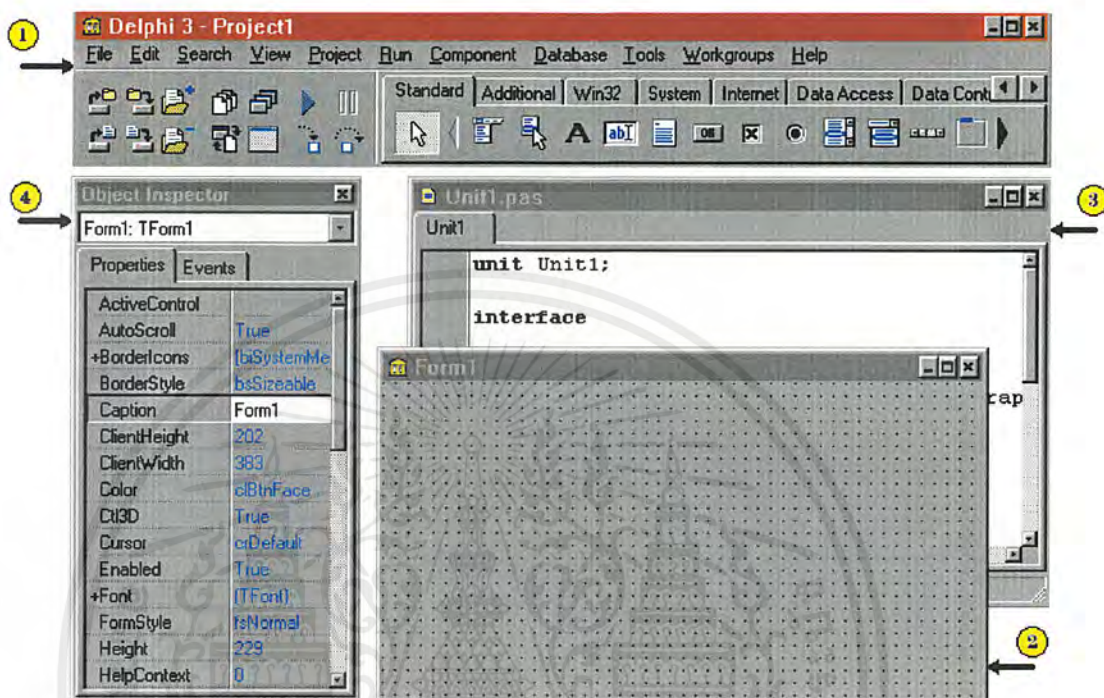 1
Delphi 3 - Project1
File Edit Search View Project Run Component Database Tools Workgroups Help
Standard Additional Win32 System Internet Data Access Data Cont
A abI OK
4
Object Inspector
Form1: TForm1
Properties Events
ActiveControl
AutoScroll True
+BorderIcons [biSystemMe
BorderStyle bsSizeable
Caption Form1
ClientHeight 202
ClientWidth 383
Color clBtnFace
Ctl3D True
Cursor crDefault
Enabled True
+Font (TFont)
FormStyle fsNormal
Height 229
HelpContext 0
3
Unit1.pas
Unit1
unit Unit1;
interface
rap
Form1
2